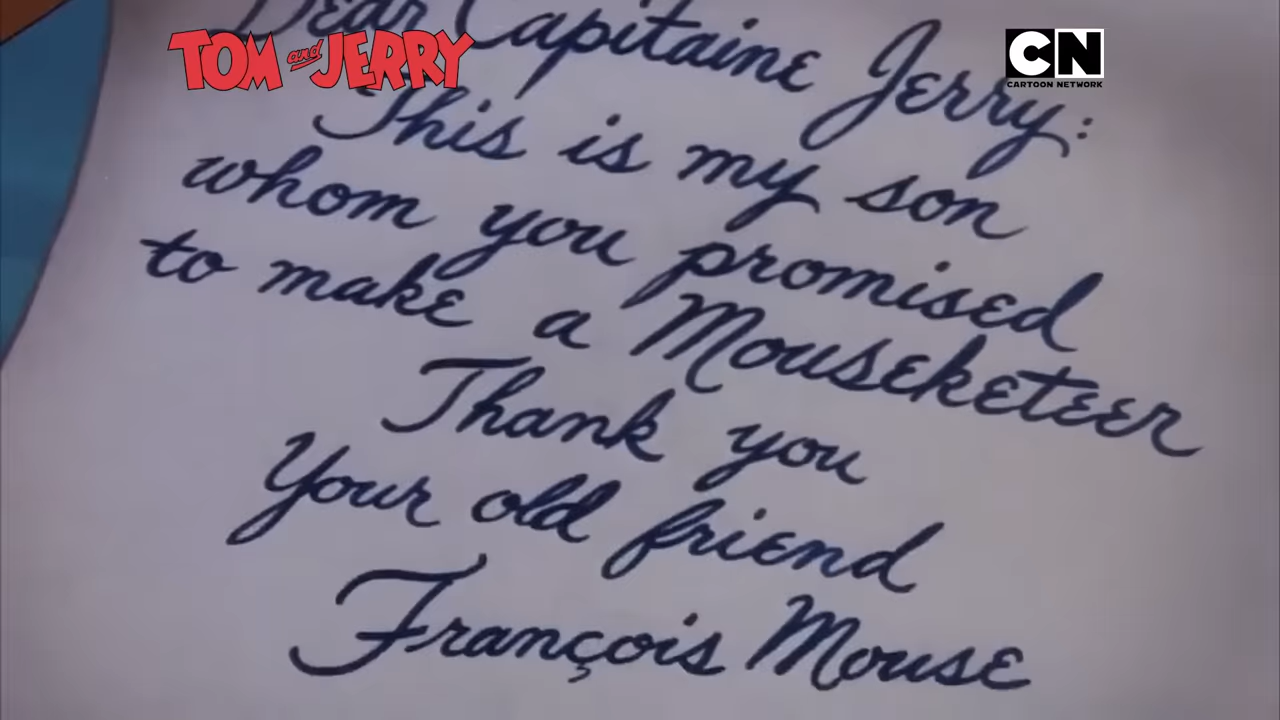 Dear Capitaine Jerry:
TOM and JERRY
CN
CARTOON NETWORK
This is my son
whom you promised
to make a Mouseketeer
Thank you
Your old friend
François Mouse